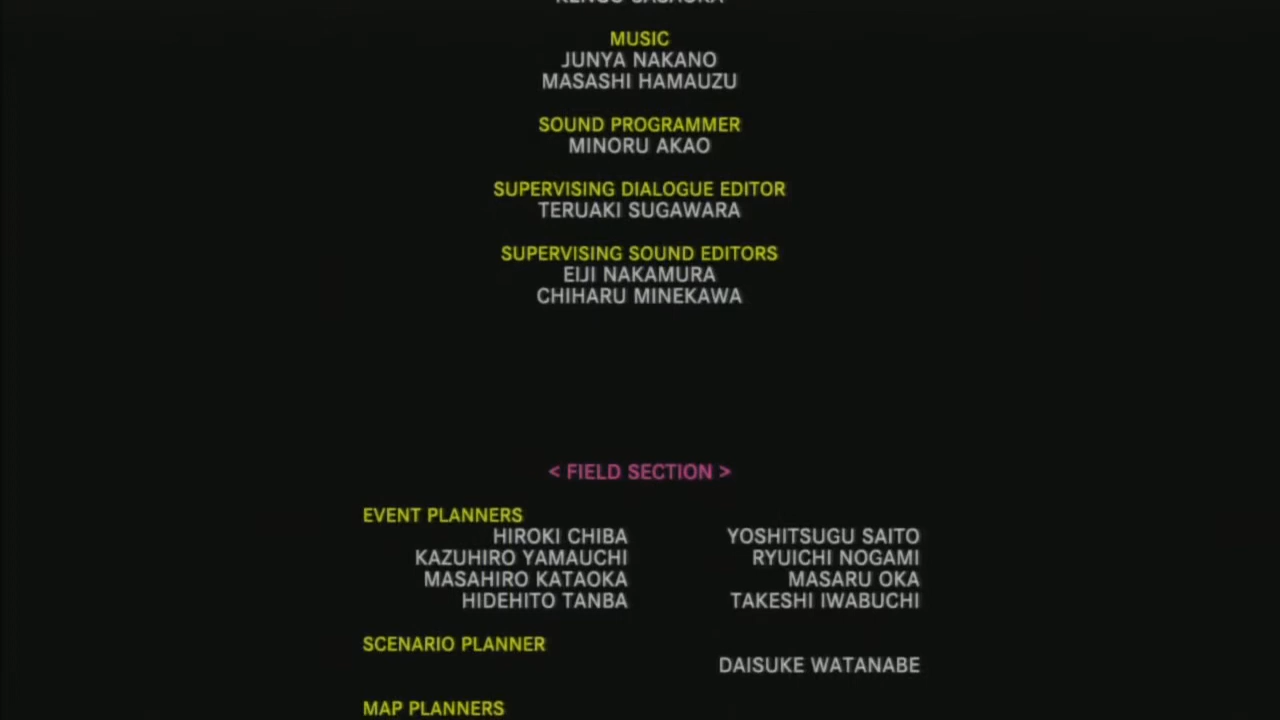 MUSIC
JUNYA NAKANO
MASASHI HAMAUZU
SOUND PROGRAMMER
MINORU AKAO
SUPERVISING DIALOGUE EDITOR
TERUAKI SUGAWARA
SUPERVISING SOUND EDITORS
EIJI NAKAMURA
CHIHARU MINEKAWA
< FIELD SECTION >
EVENT PLANNERS
HIROKI CHIBA YOSHITSUGU SAITO
KAZUHIRO YAMAUCHI RYUICHI NOGAMI
MASAHIRO KATAOKA MASARU OKA
HIDEHITO TANBA TAKESHI IWABUCHI
SCENARIO PLANNER
DAISUKE WATANABE
MAP PLANNERS